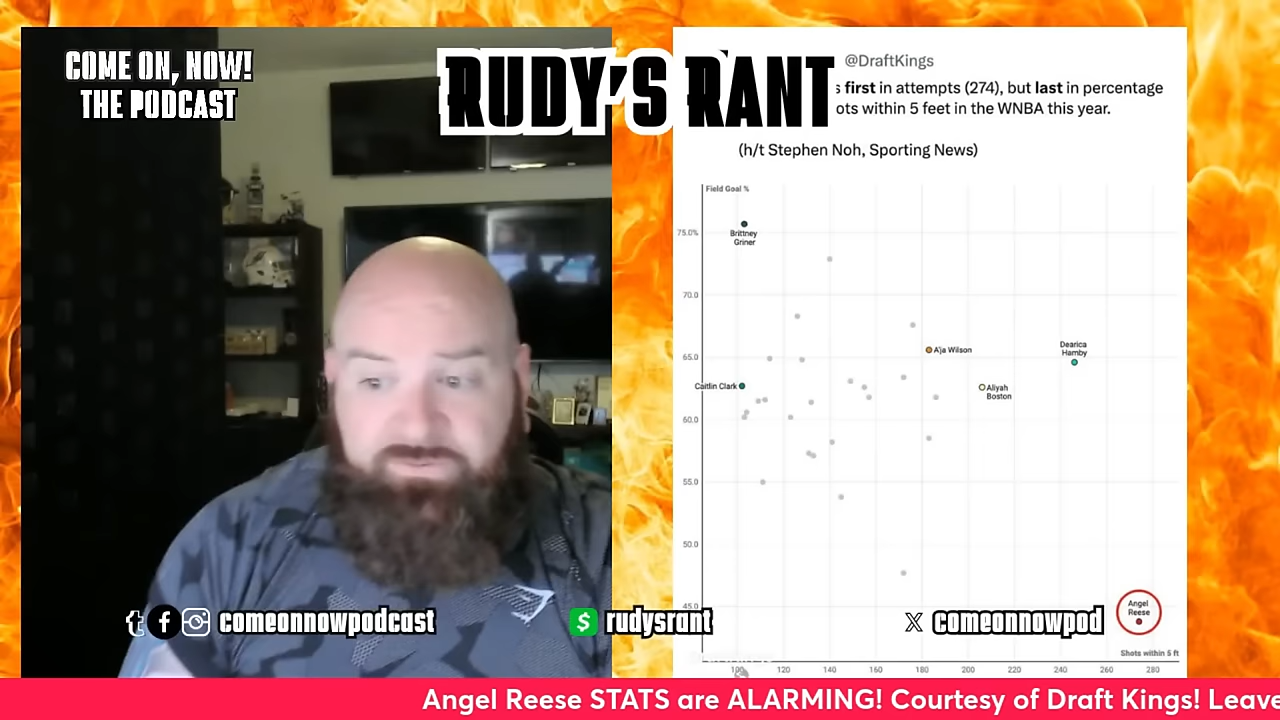 COME ON, NOW!
THE PODCAST
RUDY'S RANT
@DraftKings
first in attempts (274), but last in percentage
ots within 5 feet in the WNBA this year.
(h/t Stephen Noh, Sporting News)
Field Goal %
75.0%
70.0
65.0
60.0
55.0
50.0
45.0
Brittney
Griner
A'ja Wilson
Dearica
Hamby
Caitlin Clark
Aliyah
Boston
Angel
Reese
Shots within 5 ft
100 120 140 160 180 200 220 240 260 280
comeonnowpodcast
$ rudysrant
X comeonnowpod
Angel Reese STATS are ALARMING! Courtesy of Draft Kings! Leave